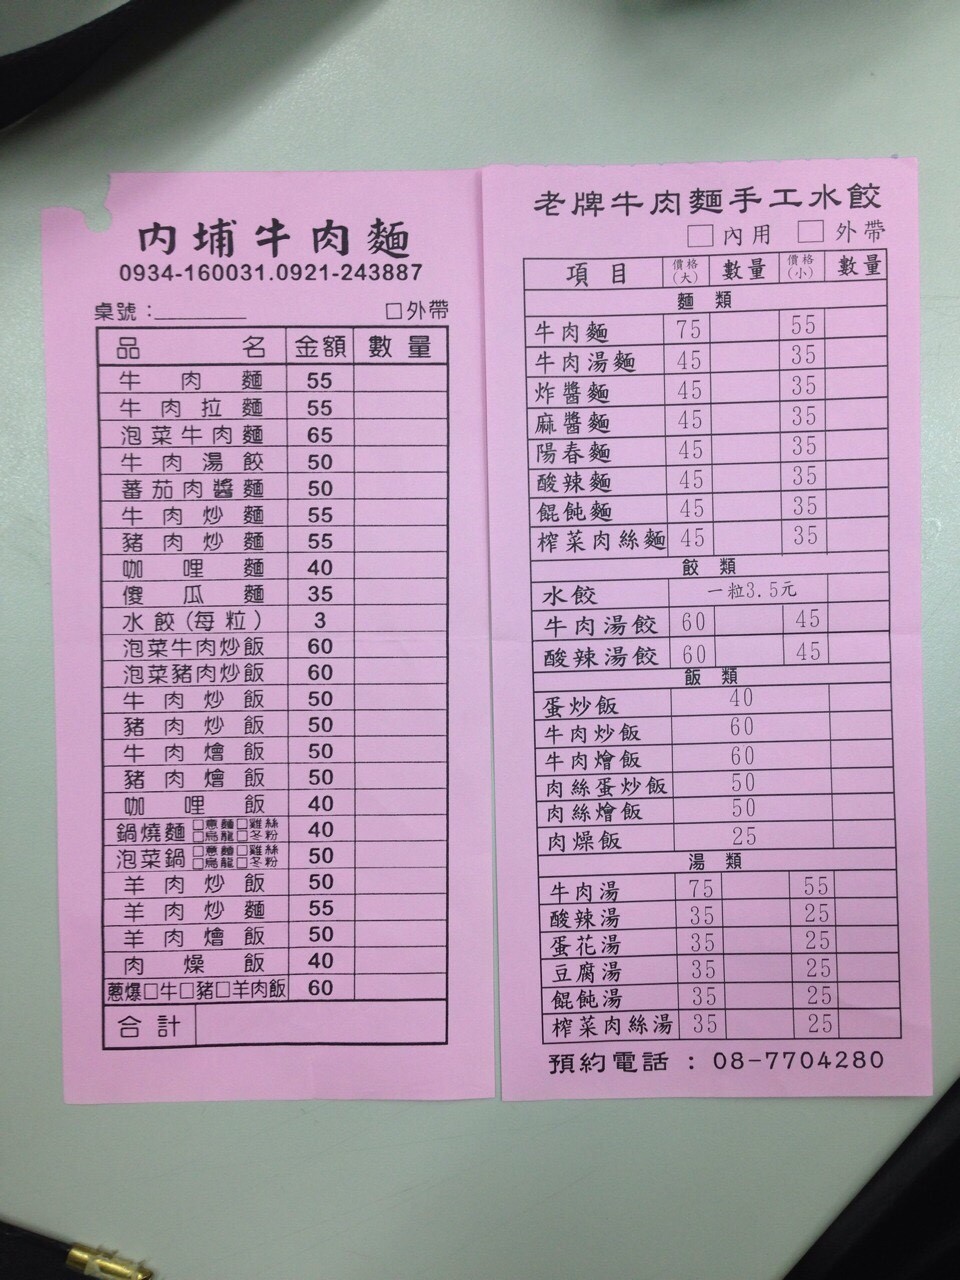 內埔牛肉麵
0934-160031.0921-243887
桌號：________ □外帶
品名 金額 數量
牛肉麵 55
牛肉拉麵 55
泡菜牛肉麵 65
牛肉湯餃 50
蕃茄肉醬麵 50
牛肉炒麵 55
豬肉炒麵 55
咖哩麵 40
傻瓜麵 35
水餃(每粒) 3
泡菜牛肉炒飯 60
泡菜豬肉炒飯 60
牛肉炒飯 50
豬肉炒飯 50
牛肉燴飯 50
豬肉燴飯 50
咖哩飯 40
鍋燒麵 □意麵□雞絲 □烏龍□冬粉 40
泡菜鍋 □意麵□雞絲 □烏龍□冬粉 50
羊肉炒飯 50
羊肉炒麵 55
羊肉燴飯 50
肉燥飯 40
蔥爆□牛□豬□羊肉飯 60
合計
老牌牛肉麵手工水餃
□內用 □外帶
項目 價格(大) 數量 價格(小) 數量
麵類
牛肉麵 75 55
牛肉湯麵 45 35
炸醬麵 45 35
麻醬麵 45 35
陽春麵 45 35
酸辣麵 45 35
餛飩麵 45 35
榨菜肉絲麵 45 35
餃類
水餃 一粒3.5元
牛肉湯餃 60 45
酸辣湯餃 60 45
飯類
蛋炒飯 40
牛肉炒飯 60
牛肉燴飯 60
肉絲蛋炒飯 50
肉絲燴飯 50
肉燥飯 25
湯類
牛肉湯 75 55
酸辣湯 35 25
蛋花湯 35 25
豆腐湯 35 25
餛飩湯 35 25
榨菜肉絲湯 35 25
預約電話：08-7704280